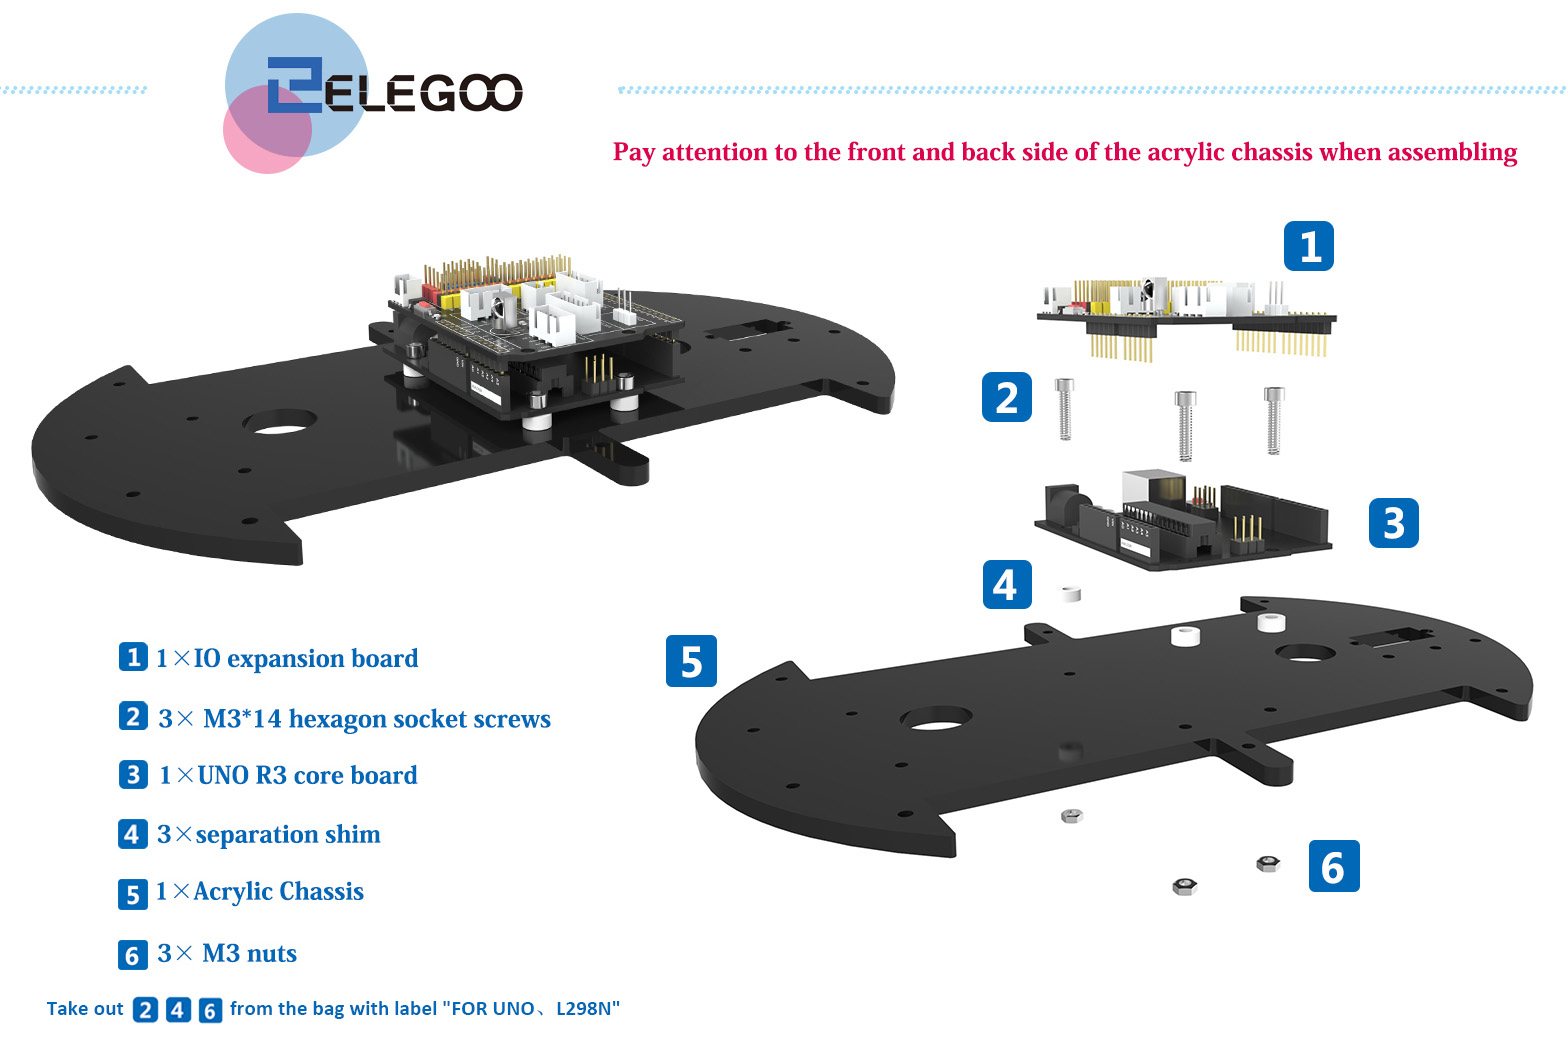 ELEGOO
Pay attention to the front and back side of the acrylic chassis when assembling
1
2
3
4
5
6
1 1×IO expansion board
2 3× M3*14 hexagon socket screws
3 1×UNO R3 core board
4 3×separation shim
5 1×Acrylic Chassis
6 3× M3 nuts
Take out 2 4 6 from the bag with label "FOR UNO、L298N"